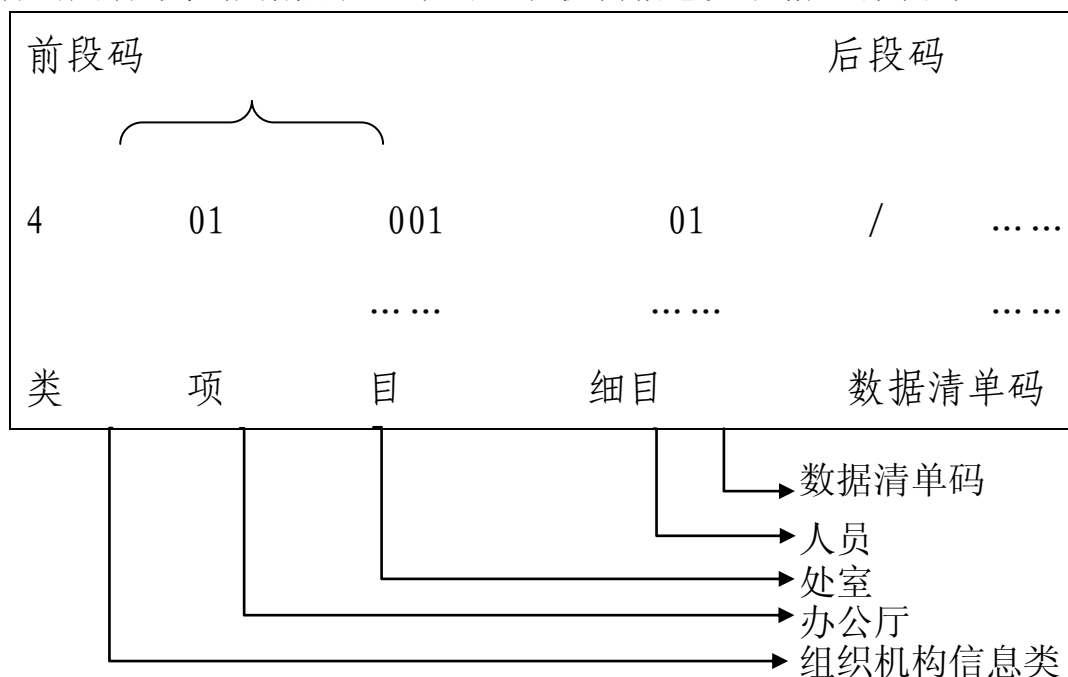 前段码 后段码
4 01 001 01 / ……
…… …… ……
类 项 目 细目 数据清单码
数据清单码
人员
处室
办公厅
组织机构信息类